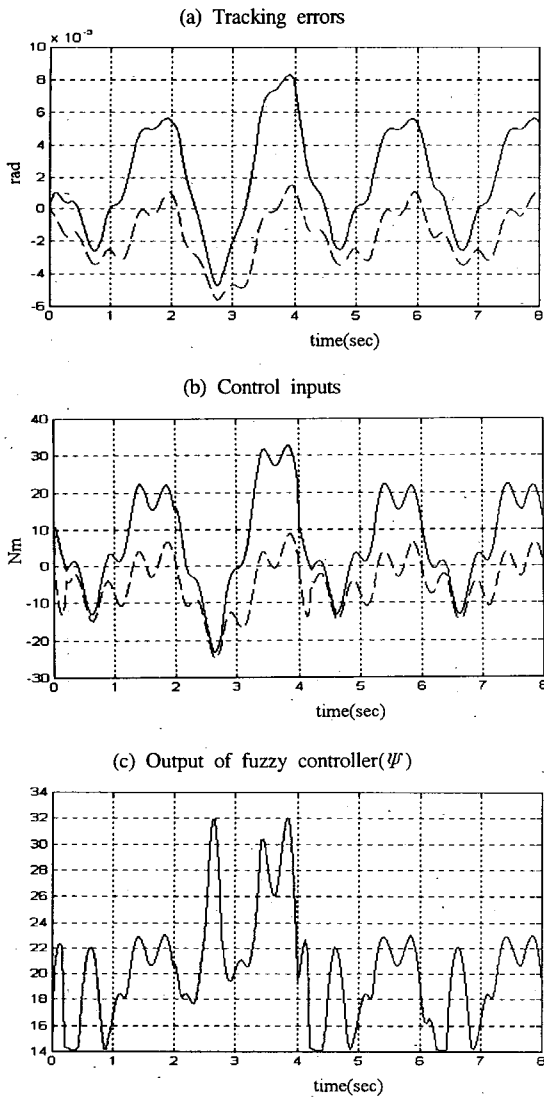 (a) Tracking errors
10 × 10⁻³
8
6
4
2
0
-2
-4
-6
rad
0 1 2 3 4 5 6 7 8
time(sec)
(b) Control inputs
40
30
20
10
0
-10
-20
-30
Nm
0 1 2 3 4 5 6 7 8
time(sec)
(c) Output of fuzzy controller(Ψ)
34
32
30
28
26
24
22
20
18
16
14
0 1 2 3 4 5 6 7 8
time(sec)